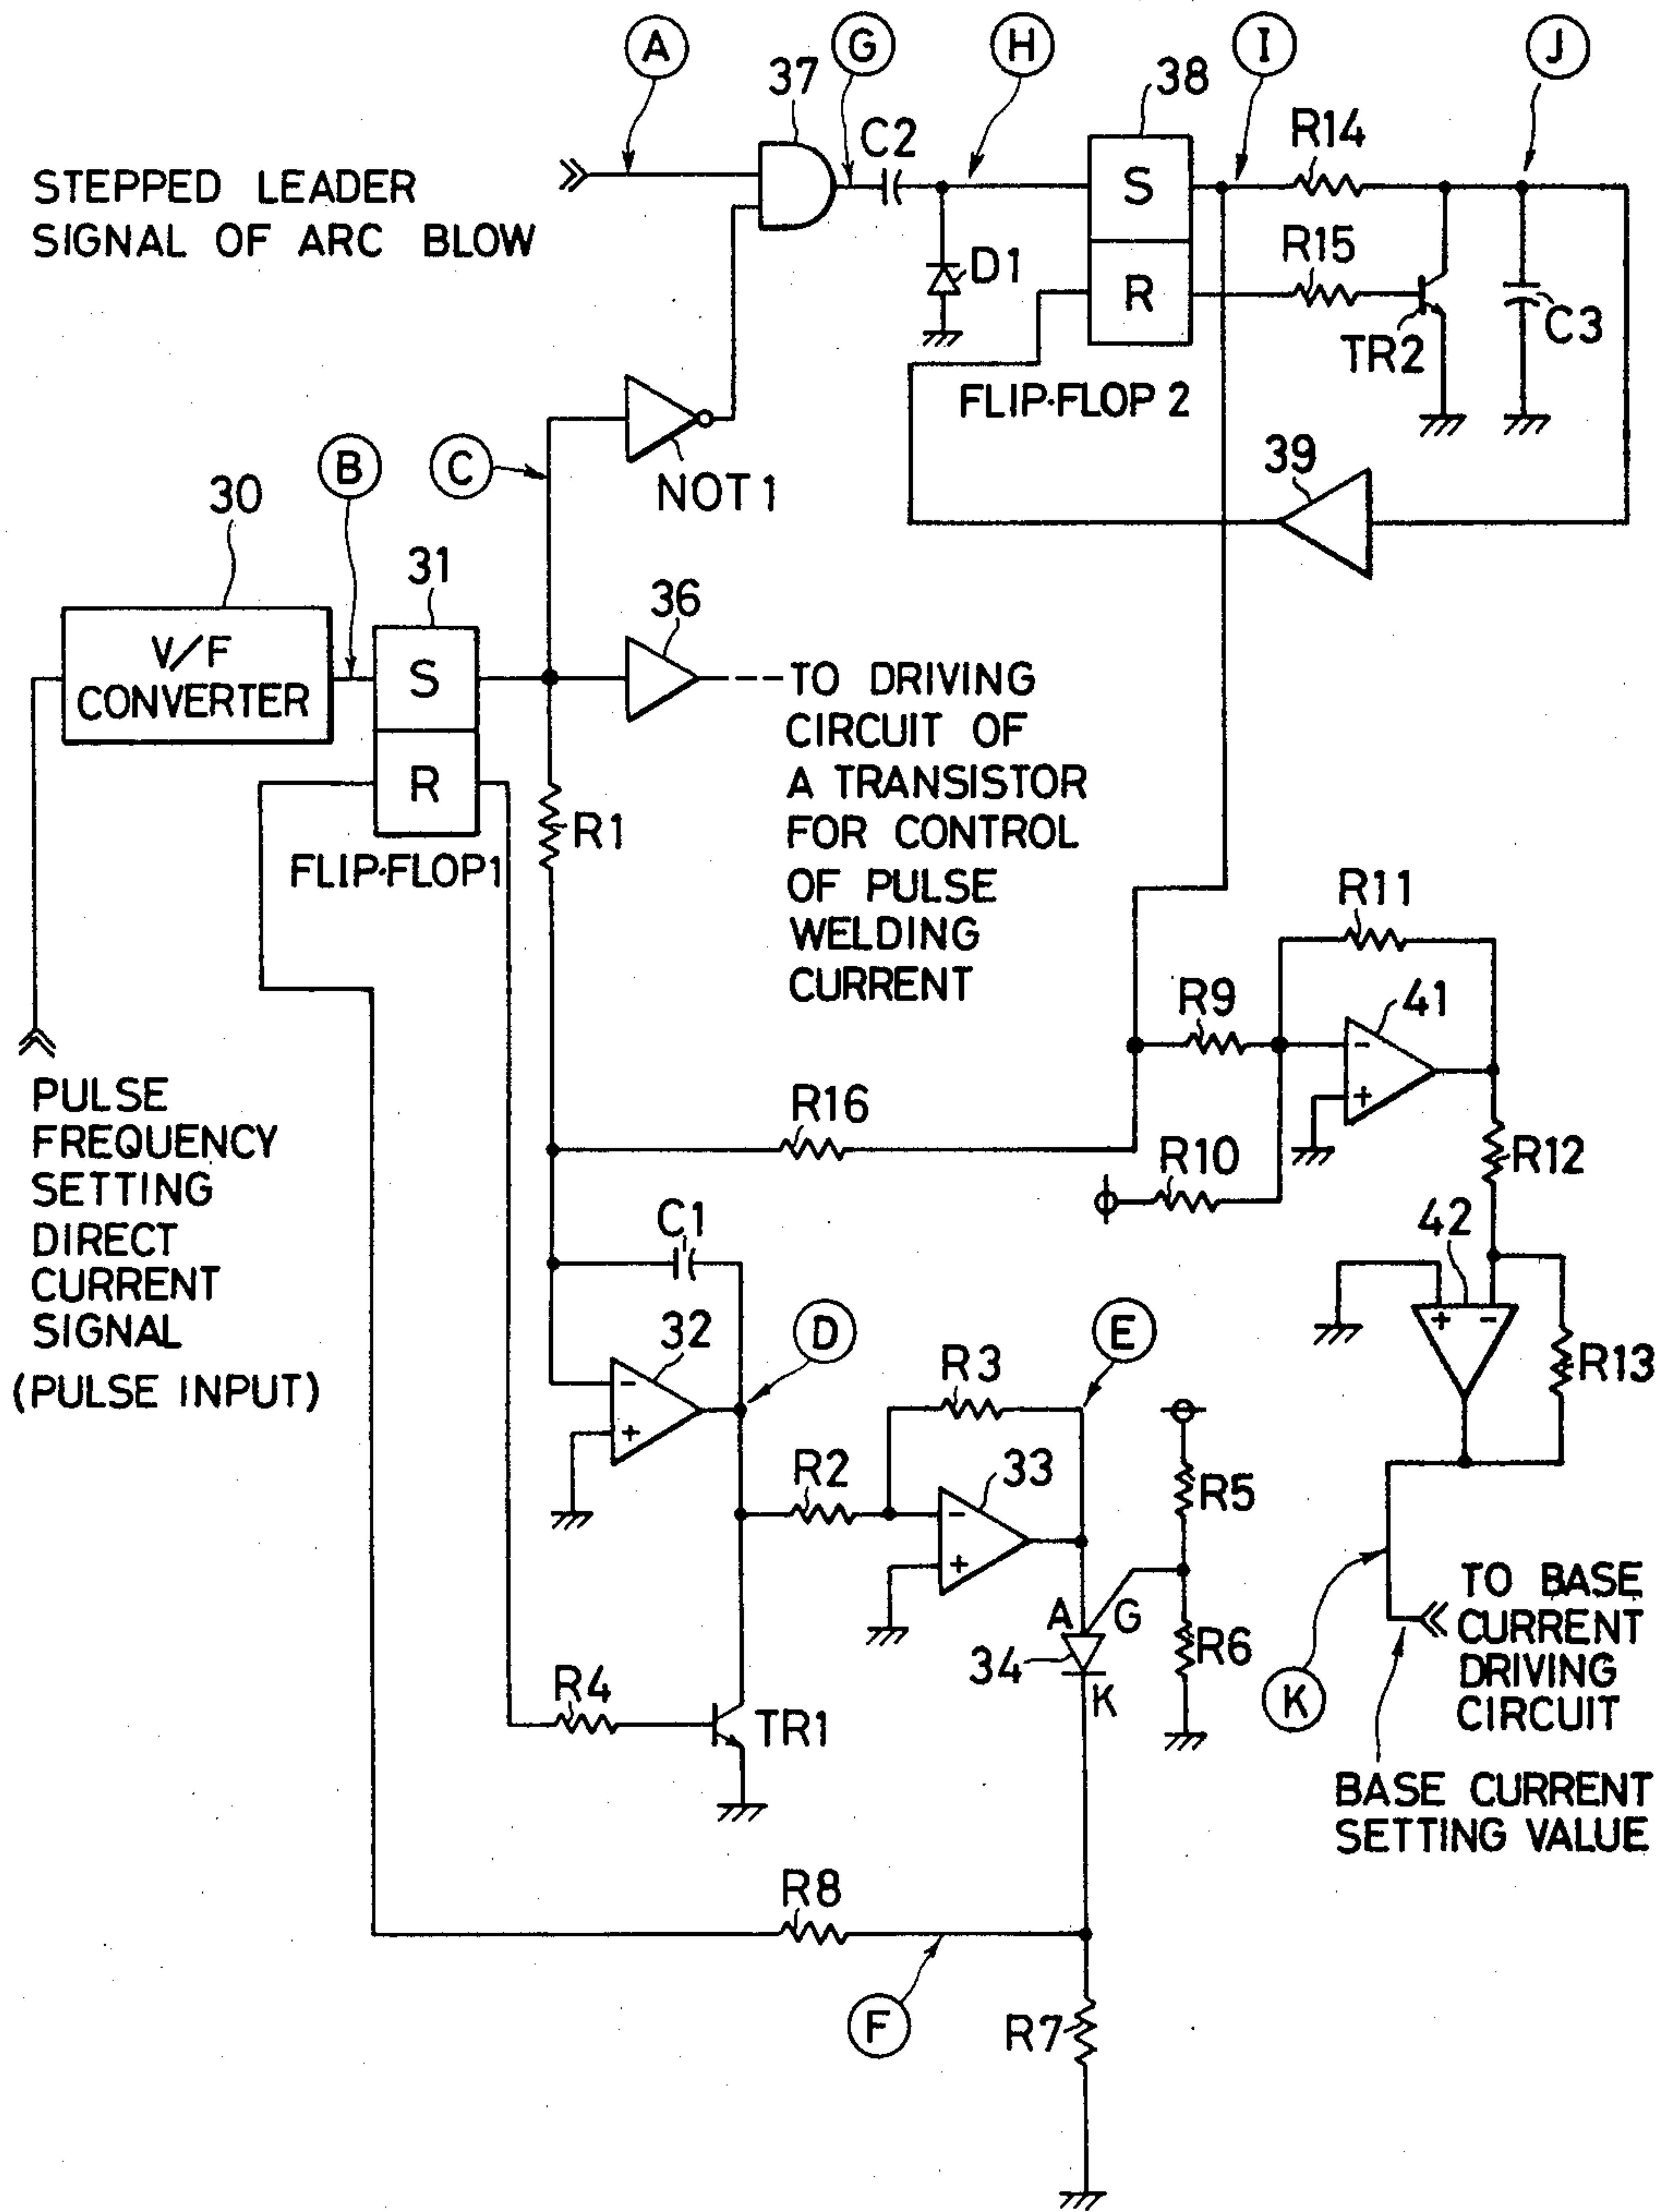 A
G
H
I
J
37
38
C2
R14
STEPPED LEADER
SIGNAL OF ARC BLOW
S
R
D1
R15
TR2
C3
FLIP·FLOP 2
B
C
NOT 1
39
30
31
36
V/F
CONVERTER
S
R
FLIP·FLOP1
TO DRIVING
CIRCUIT OF
A TRANSISTOR
FOR CONTROL
OF PULSE
WELDING
CURRENT
R1
R11
R9
41
-
+
R16
R10
R12
PULSE
FREQUENCY
SETTING
DIRECT
CURRENT
SIGNAL
(PULSE INPUT)
C1
42
+ -
R13
32
D
E
-
+
R3
R2
33
-
+
R5
A
G
34
K
R6
R4
TR1
K
TO BASE
CURRENT
DRIVING
CIRCUIT
BASE CURRENT
SETTING VALUE
R8
F
R7